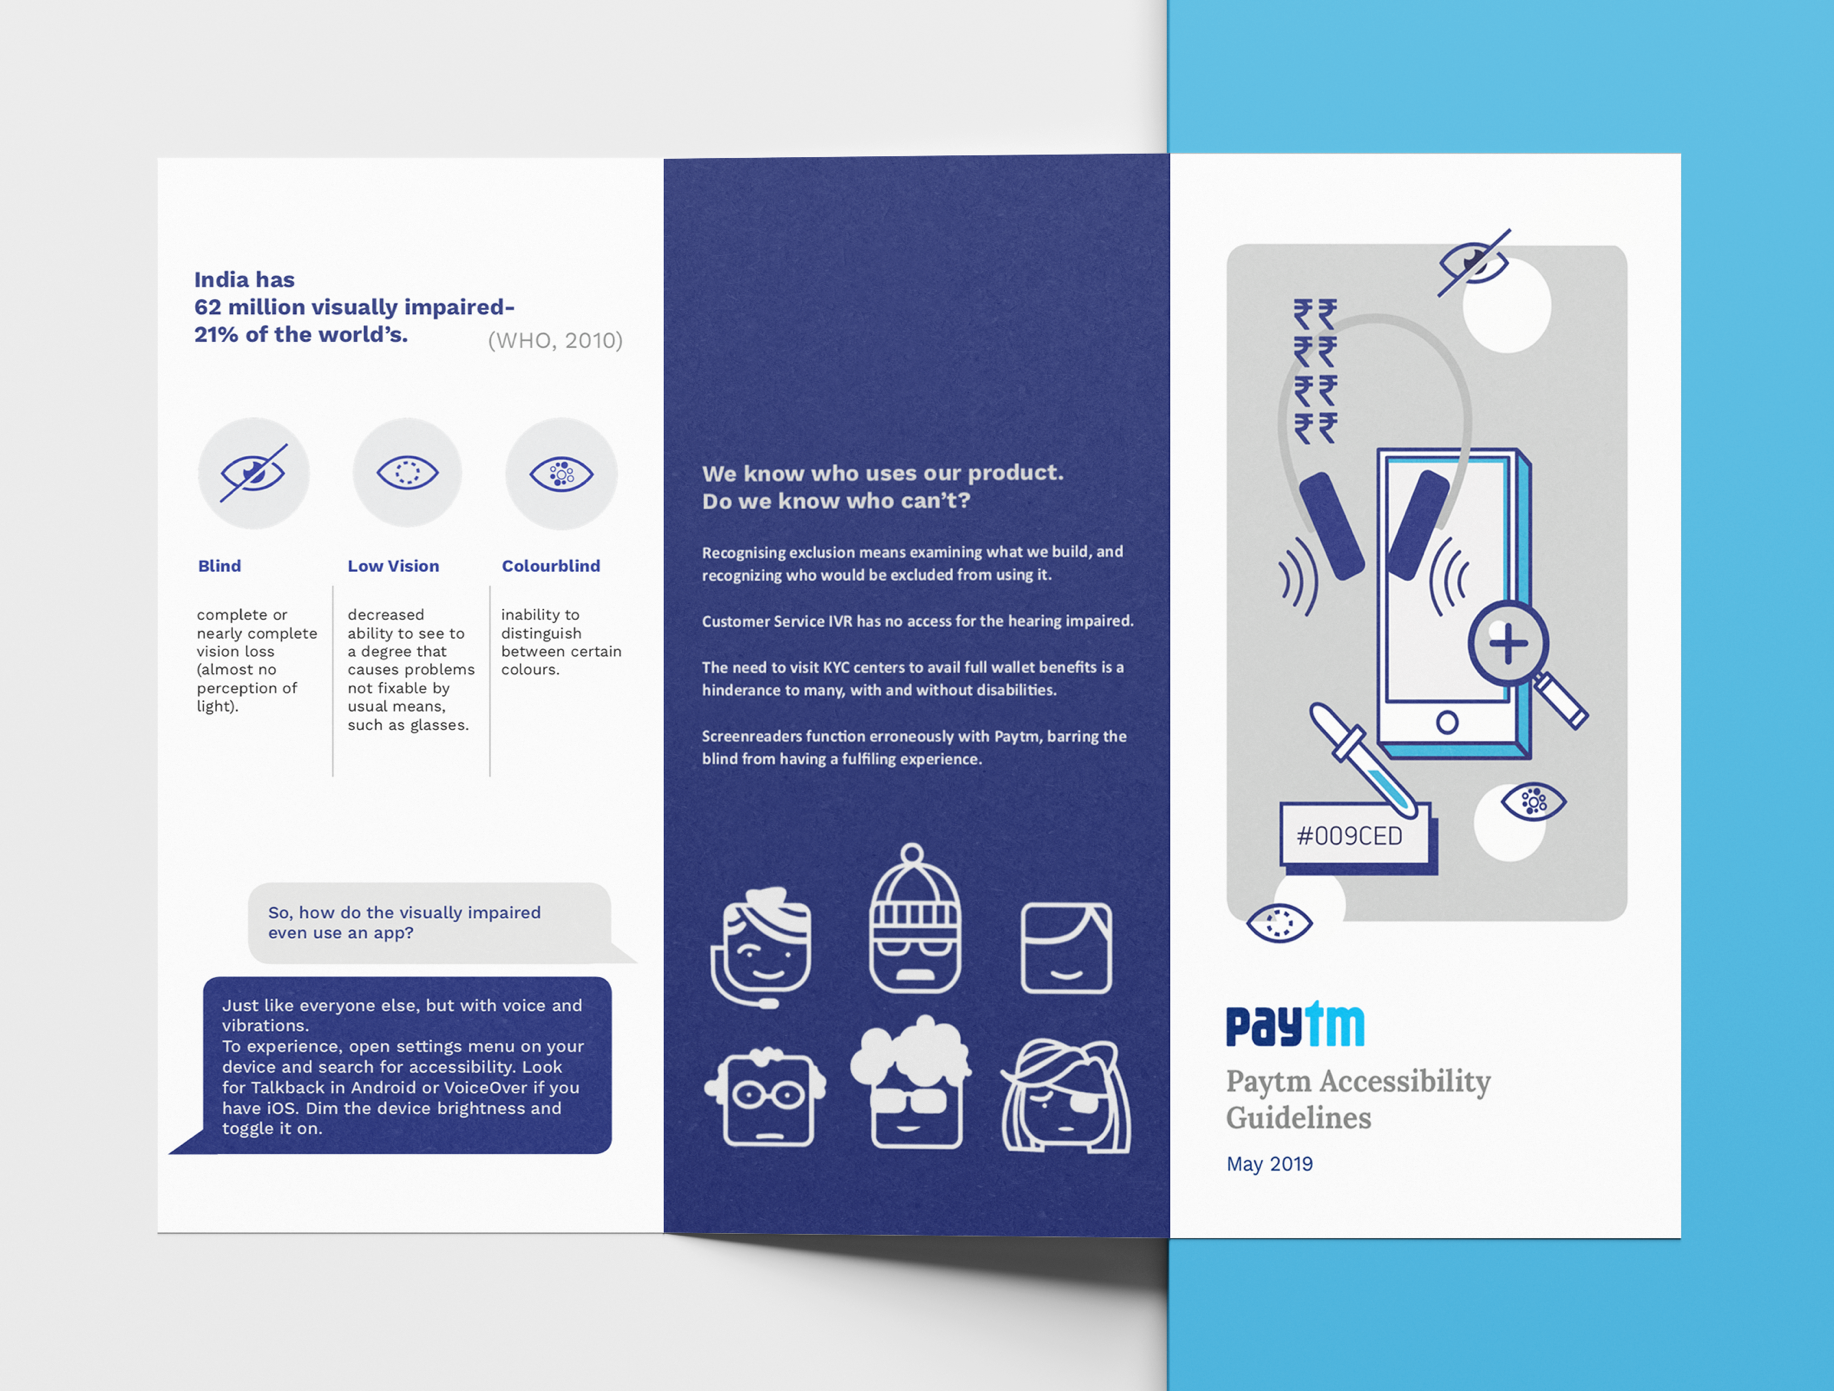 India has
62 million visually impaired-
21% of the world's.
(WHO, 2010)
Blind
complete or
nearly complete
vision loss
(almost no
perception of
light).
Low Vision
decreased
ability to see to
a degree that
causes problems
not fixable by
usual means,
such as glasses.
Colourblind
inability to
distinguish
between certain
colours.
So, how do the visually impaired
even use an app?
Just like everyone else, but with voice and
vibrations.
To experience, open settings menu on your
device and search for accessibility. Look
for Talkback in Android or VoiceOver if you
have iOS. Dim the device brightness and
toggle it on.
We know who uses our product.
Do we know who can't?
Recognising exclusion means examining what we build, and
recognizing who would be excluded from using it.
Customer Service IVR has no access for the hearing impaired.
The need to visit KYC centers to avail full wallet benefits is a
hinderance to many, with and without disabilities.
Screenreaders function erroneously with Paytm, barring the
blind from having a fulfiling experience.
₹₹
₹₹
₹₹
₹₹
#009CED
paytm
Paytm Accessibility
Guidelines
May 2019